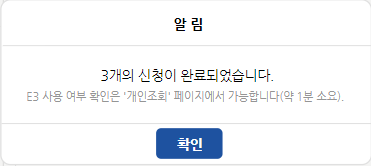 알 림
3개의 신청이 완료되었습니다.
E3 사용 여부 확인은 '개인조회' 페이지에서 가능합니다(약 1분 소요).
확인